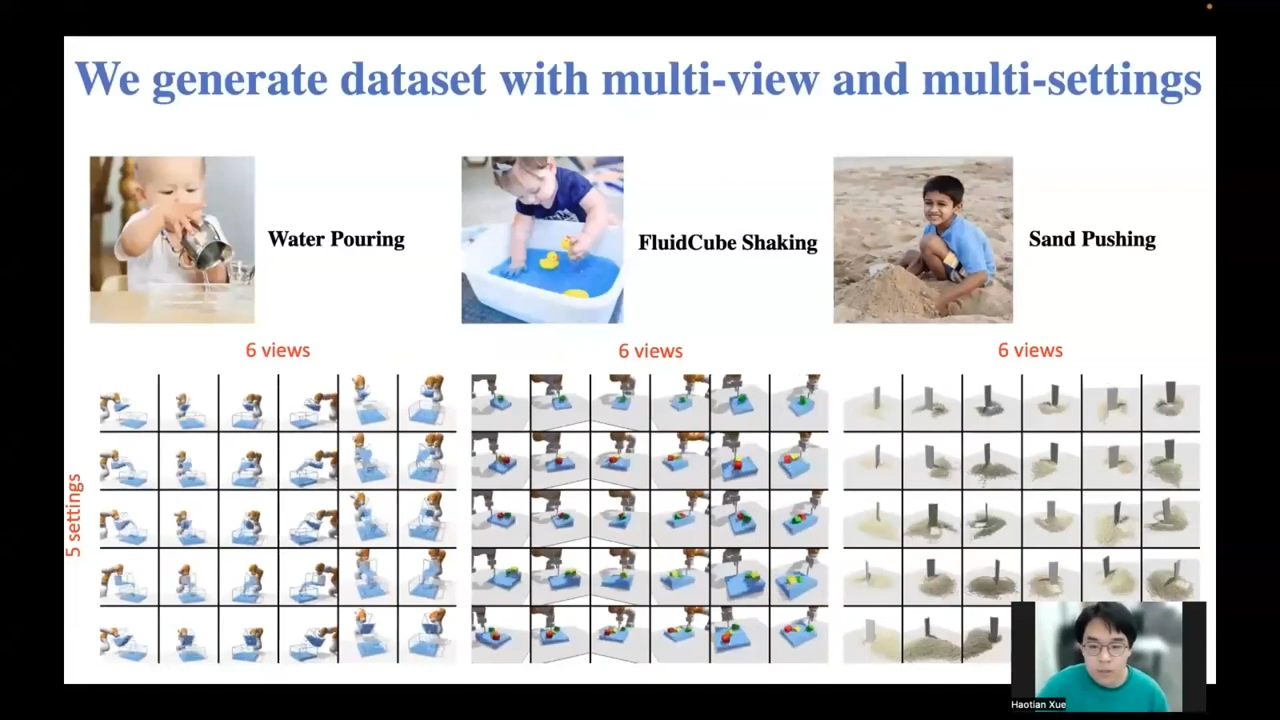 We generate dataset with multi-view and multi-settings
Water Pouring
FluidCube Shaking
Sand Pushing
6 views
6 views
6 views
5 settings
Haotian Xue